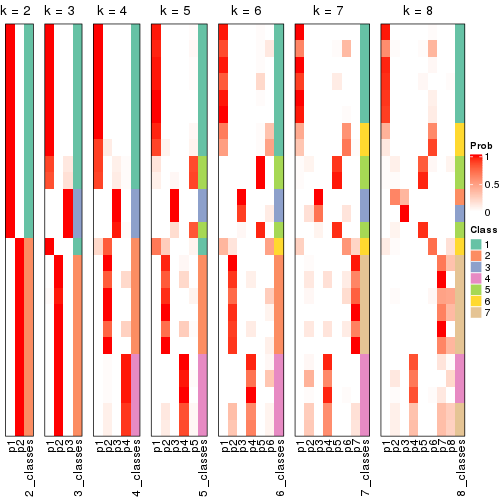 k = 2 k = 3 k = 4 k = 5 k = 6 k = 7 k = 8
Prob
1
0.5
0
Class
1
2
3
4
5
6
7
p1 p2 2_classes
p1 p2 p3 3_classes
p1 p2 p3 p4 4_classes
p1 p2 p3 p4 p5 5_classes
p1 p2 p3 p4 p5 p6 6_classes
p1 p2 p3 p4 p5 p6 p7 7_classes
p1 p2 p3 p4 p5 p6 p7 p8 8_classes